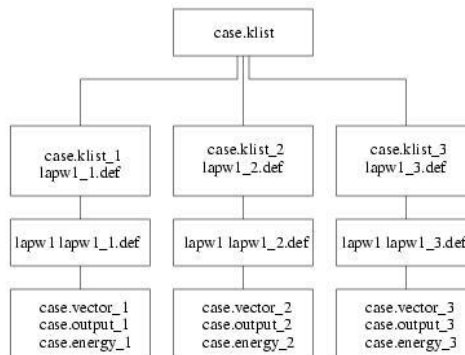 case.klist
case.klist_1
lapw1_1.def
case.klist_2
lapw1_2.def
case.klist_3
lapw1_3.def
lapw1 lapw1_1.def
lapw1 lapw1_2.def
lapw1 lapw1_3.def
case.vector_1
case.output_1
case.energy_1
case.vector_2
case.output_2
case.energy_2
case.vector_3
case.output_3
case.energy_3